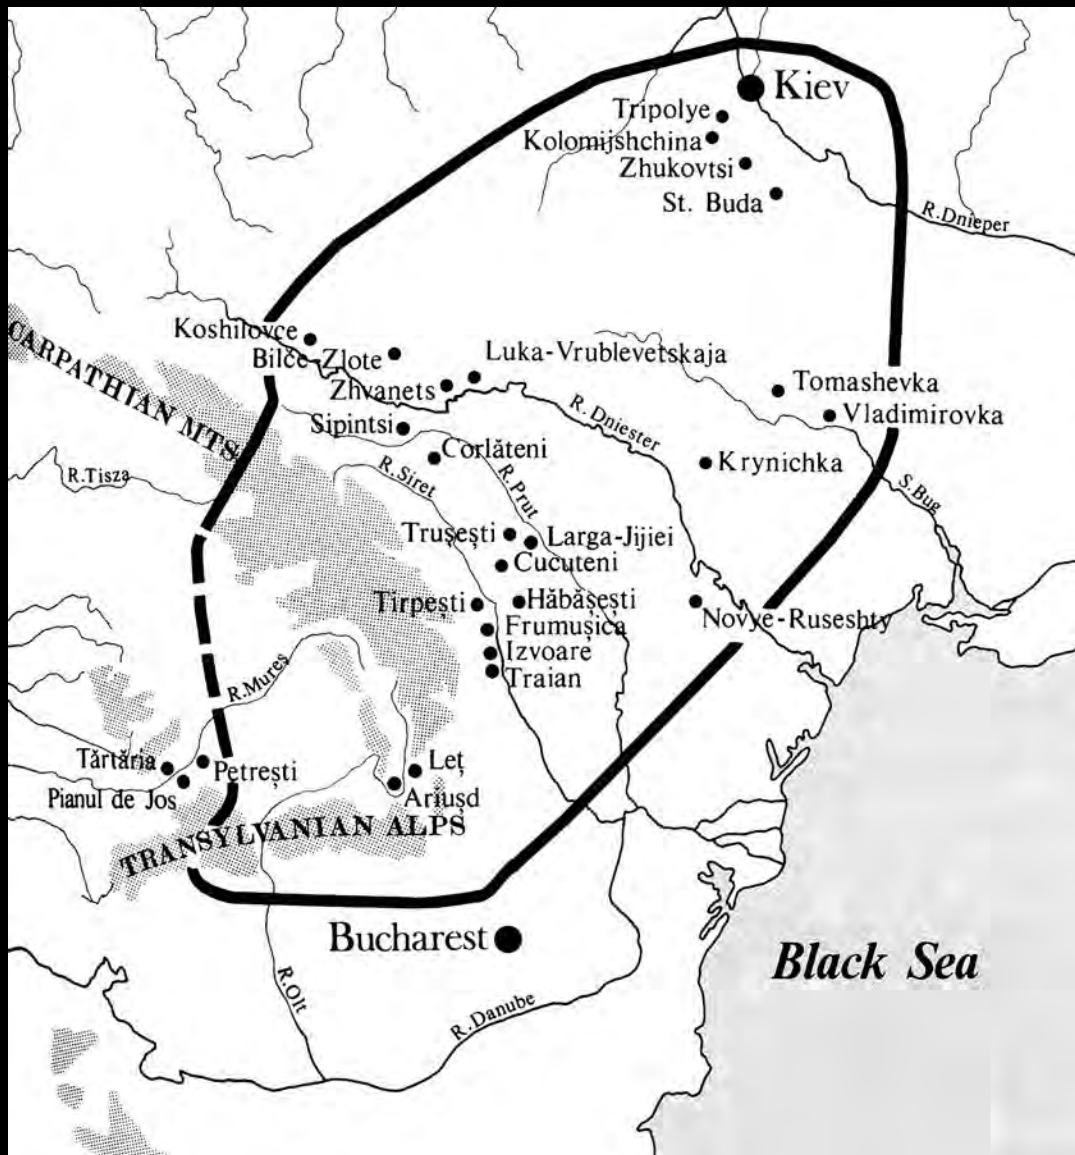 Kiev
Tripolye
Kolomijshchina
Zhukovtsi
St. Buda
R.Dnieper
Koshilovce
Bilče-Zlote
Luka-Vrublevetskaja
Zhvanets
CARPATHIAN MTS
Tomashevka
Vladimirovka
Sipintsi
R. Dniester
Corlăteni
Krynichka
R.Tisza
R.Siret
R.Prut
S.Bug
Trușești
Larga-Jijiei
Cucuteni
Tirpești
Hăbășești
Novye-Ruseshty
Frumușica
Izvoare
Traian
R.Mureș
Tărtăria
Petrești
Leț
Pianul de Jos
Ariușd
TRANSYLVANIAN ALPS
Bucharest
Black Sea
R.Olt
R.Danube